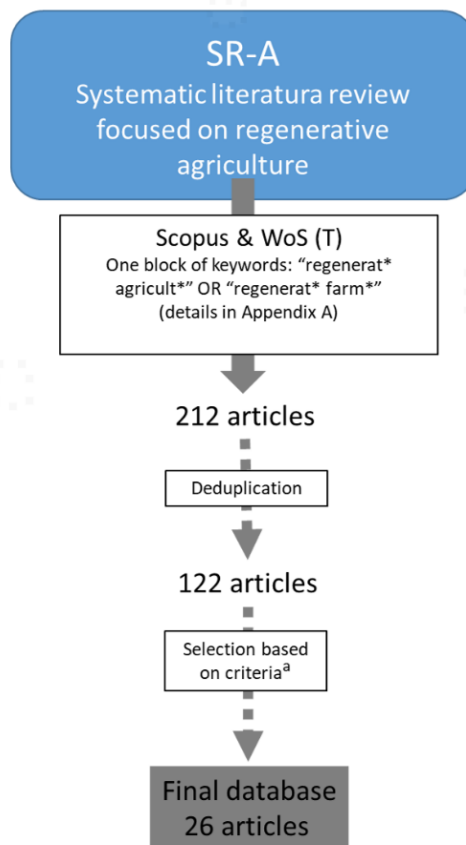 SR-A
Systematic literatura review
focused on regenerative
agriculture
Scopus & WoS (T)
One block of keywords: “regenerat*
agricult*” OR “regenerat* farm*”
(details in Appendix A)
212 articles
Deduplication
122 articles
Selection based
on criteriaᵃ
Final database
26 articles